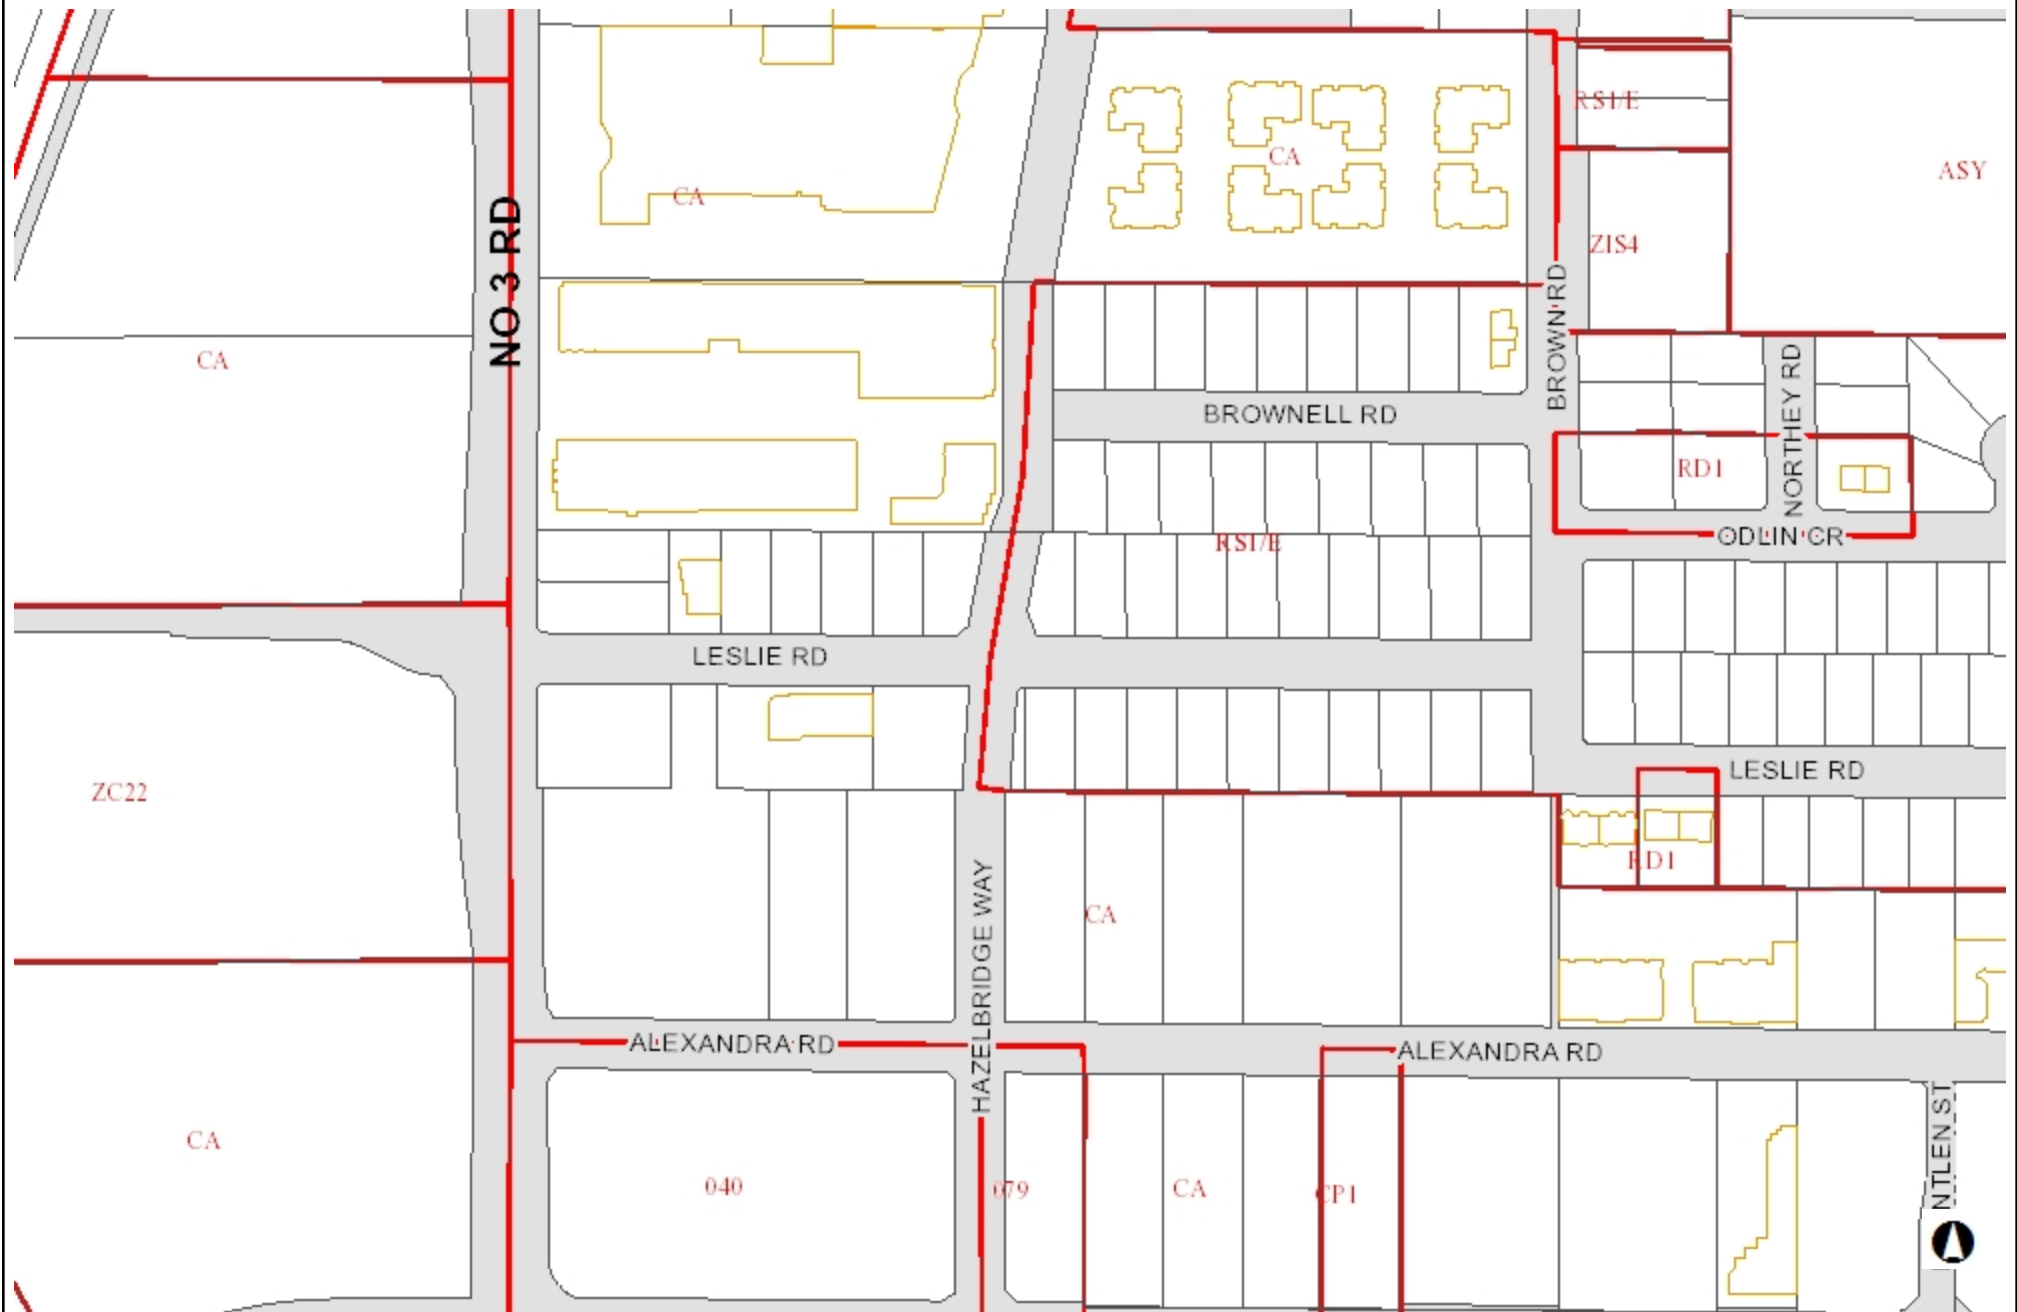 RS1/E
CA
ASY
CA
ZIS4
NO 3 RD
BROWN RD
CA
NORTHEY RD
BROWNELL RD
RD1
ODLIN CR
RS1/E
LESLIE RD
LESLIE RD
ZC22
RD1
CA
HAZELBRIDGE WAY
ALEXANDRA RD
ALEXANDRA RD
CA
NTLEN ST
040
079
CA
CP1